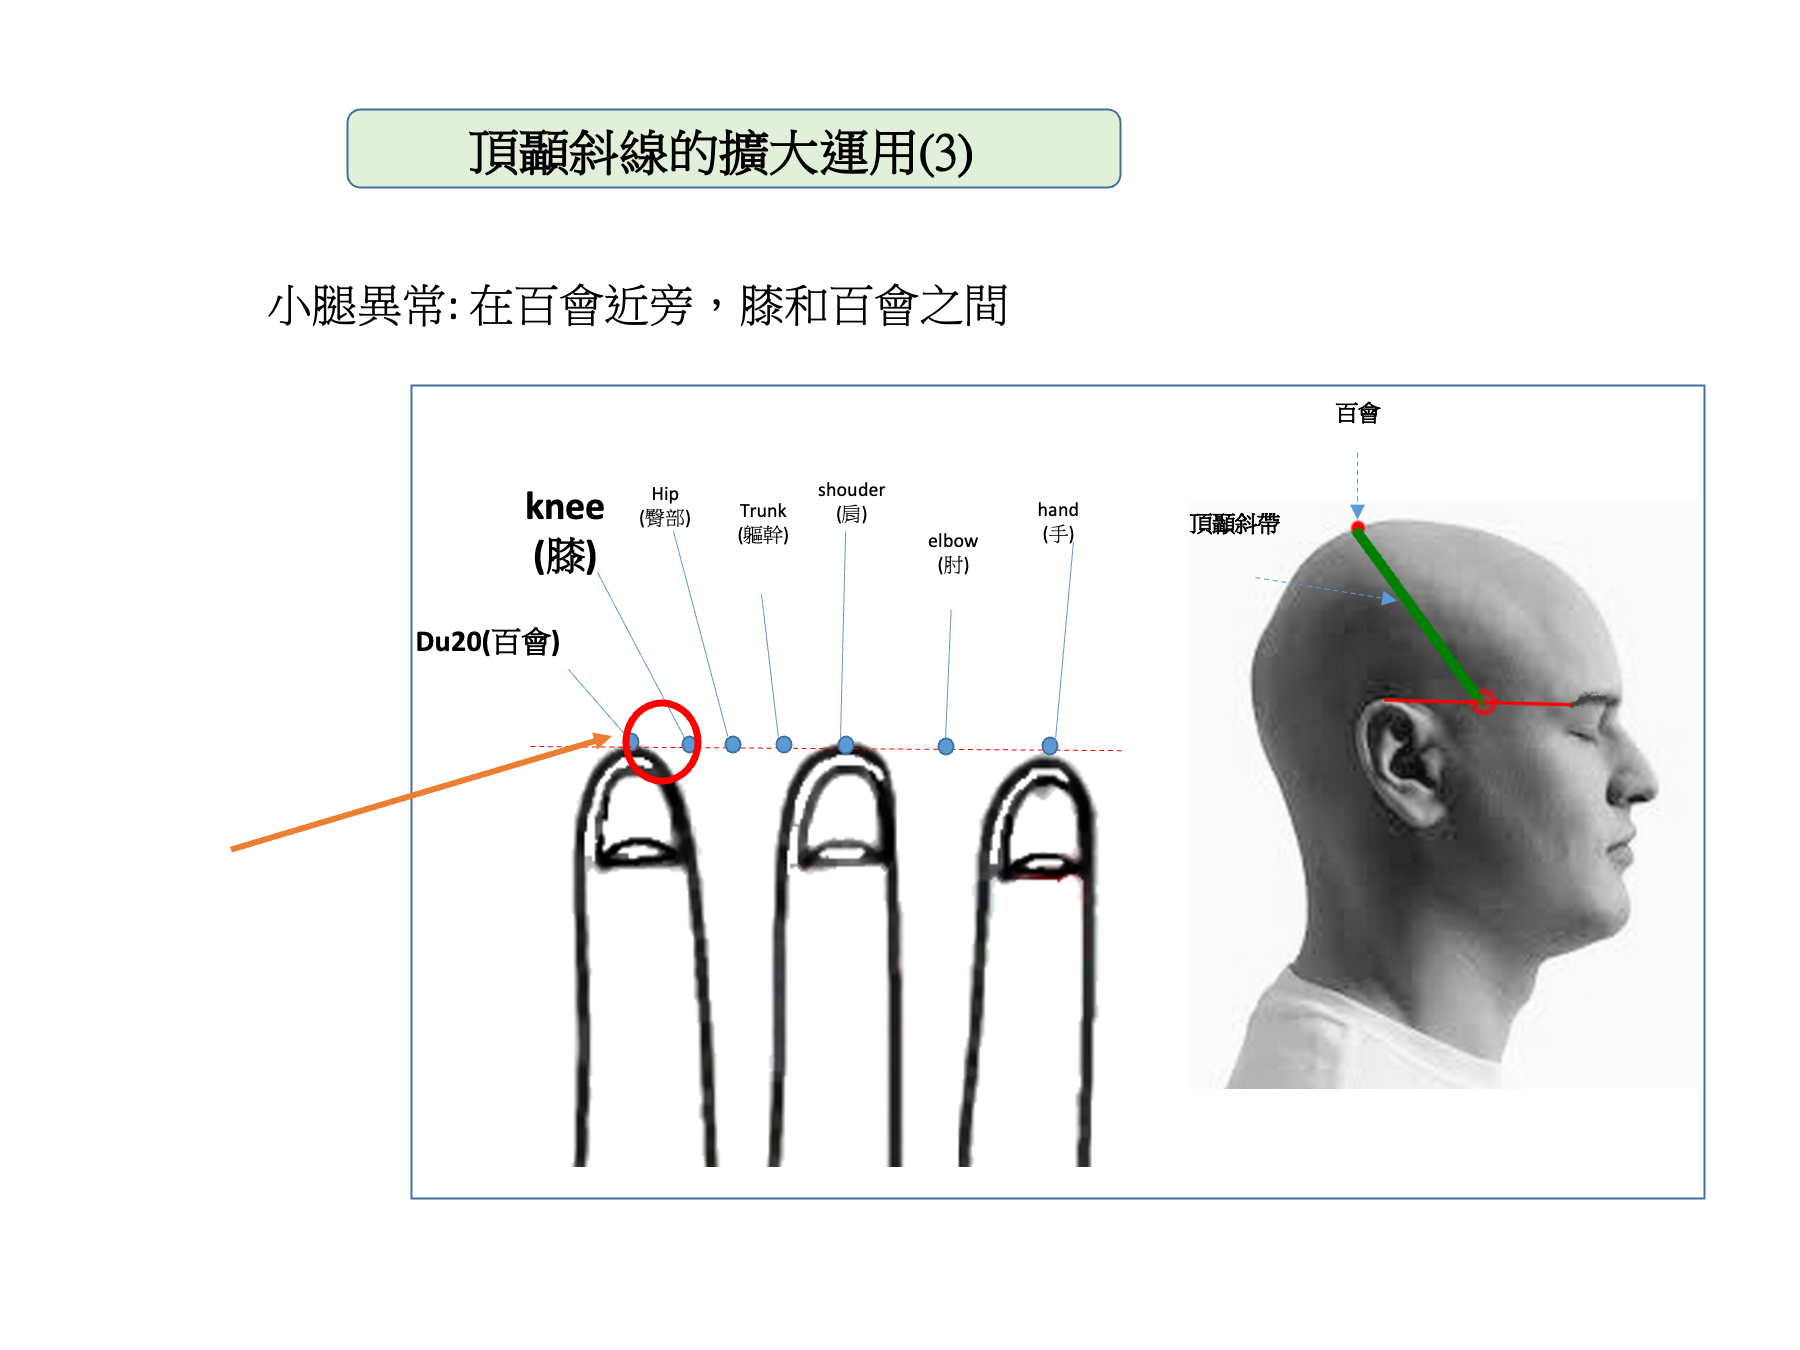 頂顳斜線的擴大運用(3)
小腿異常: 在百會近旁，膝和百會之間
knee
(膝)
Hip
(臀部)
Trunk
(軀幹)
shouder
(肩)
elbow
(肘)
hand
(手)
Du20(百會)
百會
頂顳斜帶